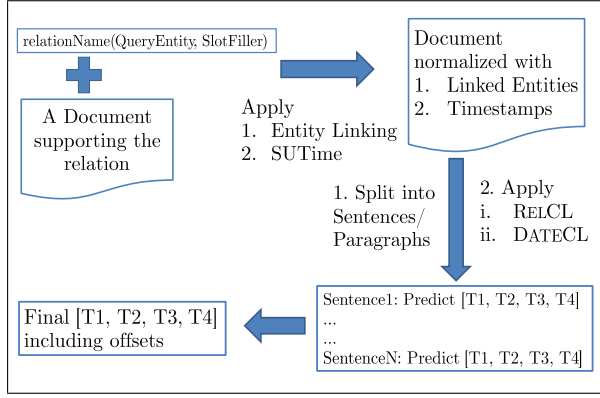 relationName(QueryEntity, SlotFiller)
A Document
supporting the
relation
Apply
1. Entity Linking
2. SUTime
Document
normalized with
1. Linked Entities
2. Timestamps
1. Split into
Sentences/
Paragraphs
2. Apply
i. RELCL
ii. DATECL
Sentence1: Predict [T1, T2, T3, T4]
...
...
SentenceN: Predict [T1, T2, T3, T4]
Final [T1, T2, T3, T4]
including offsets